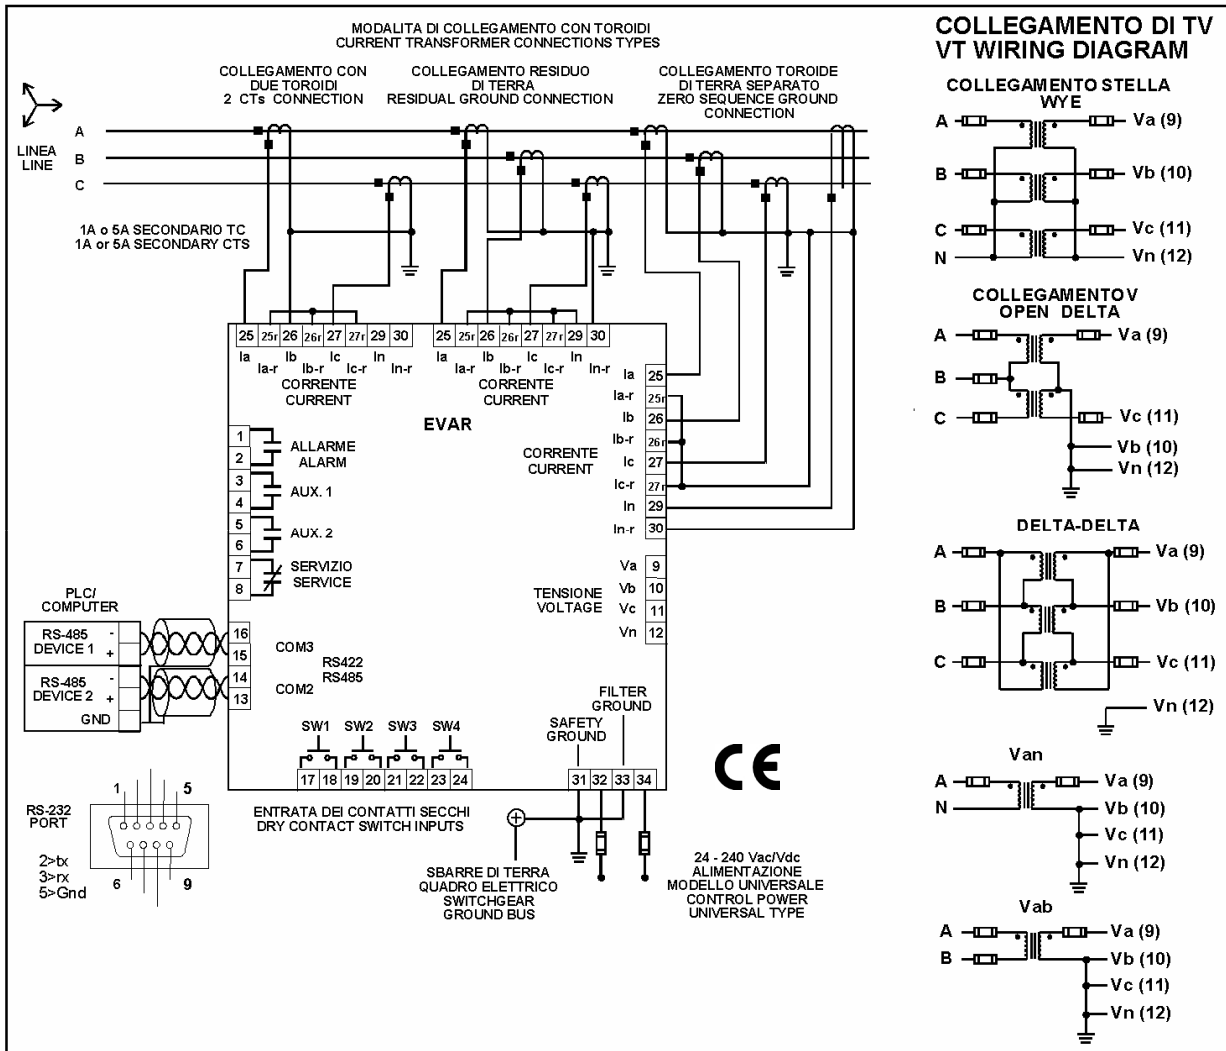 MODALITA DI COLLEGAMENTO CON TOROIDI
CURRENT TRANSFORMER CONNECTIONS TYPES
COLLEGAMENTO CON
DUE TOROIDI
2 CTs CONNECTION
COLLEGAMENTO RESIDUO
DI TERRA
RESIDUAL GROUND CONNECTION
COLLEGAMENTO TOROIDE
DI TERRA SEPARATO
ZERO SEQUENCE GROUND
CONNECTION
LINEA
LINE
A
B
C
1A o 5A SECONDARIO TC
1A or 5A SECONDARY CTS
25 25r 26 26r 27 27r 29 30
Ia Ib Ic In
Ia-r Ib-r Ic-r In-r
CORRENTE
CURRENT
25 25r 26 26r 27 27r 29 30
Ia Ib Ic In
Ia-r Ib-r Ic-r In-r
CORRENTE
CURRENT
EVAR
CORRENTE
CURRENT
Ia 25
Ia-r 25r
Ib 26
Ib-r 26r
Ic 27
Ic-r 27r
In 29
In-r 30
TENSIONE
VOLTAGE
Va 9
Vb 10
Vc 11
Vn 12
1
2
ALLARME
ALARM
3
4
AUX. 1
5
6
AUX. 2
7
8
SERVIZIO
SERVICE
PLC/
COMPUTER
RS-485 -
DEVICE 1 +
RS-485 -
DEVICE 2 +
GND
16
15
14
13
COM3
RS422
RS485
COM2
SW1 SW2 SW3 SW4
17 18 19 20 21 22 23 24
ENTRATA DEI CONTATTI SECCHI
DRY CONTACT SWITCH INPUTS
FILTER
GROUND
SAFETY
GROUND
31 32 33 34
CE
SBARRE DI TERRA
QUADRO ELETTRICO
SWITCHGEAR
GROUND BUS
24 - 240 Vac/Vdc
ALIMENTAZIONE
MODELLO UNIVERSALE
CONTROL POWER
UNIVERSAL TYPE
RS-232
PORT
1 5
6 9
2>tx
3>rx
5>Gnd
COLLEGAMENTO DI TV
VT WIRING DIAGRAM
COLLEGAMENTO STELLA
WYE
A Va (9)
B Vb (10)
C Vc (11)
N Vn (12)
COLLEGAMENTO V
OPEN DELTA
A Va (9)
B
C Vc (11)
Vb (10)
Vn (12)
DELTA-DELTA
A Va (9)
B Vb (10)
C Vc (11)
Vn (12)
Van
A Va (9)
N Vb (10)
Vc (11)
Vn (12)
Vab
A Va (9)
B Vb (10)
Vc (11)
Vn (12)